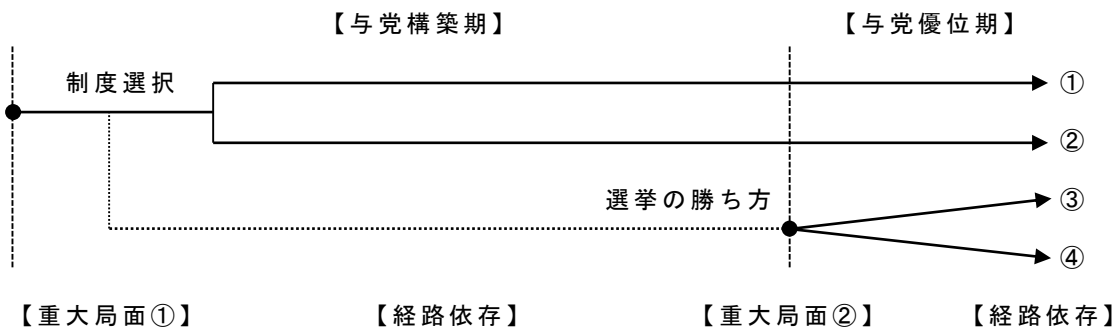 【与党構築期】 【与党優位期】
制度選択
①
②
選挙の勝ち方
③
④
【重大局面①】 【経路依存】 【重大局面②】 【経路依存】